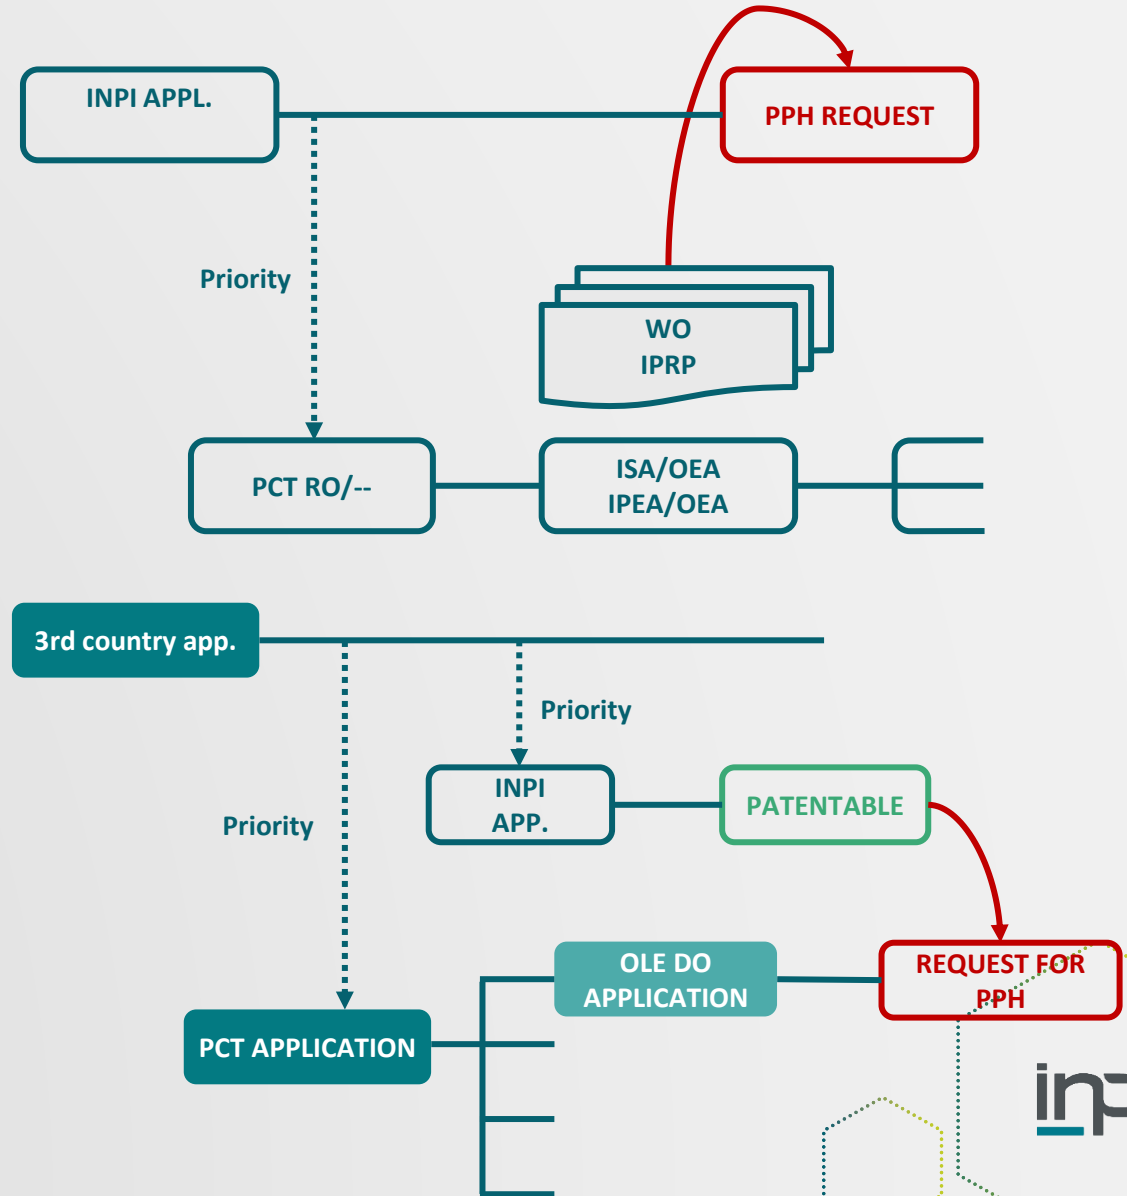 INPI APPL.
PPH REQUEST
Priority
WO
IPRP
PCT RO/--
ISA/OEA
IPEA/OEA
3rd country app.
Priority
Priority
INPI
APP.
PATENTABLE
OLE DO
APPLICATION
REQUEST FOR
PPH
PCT APPLICATION